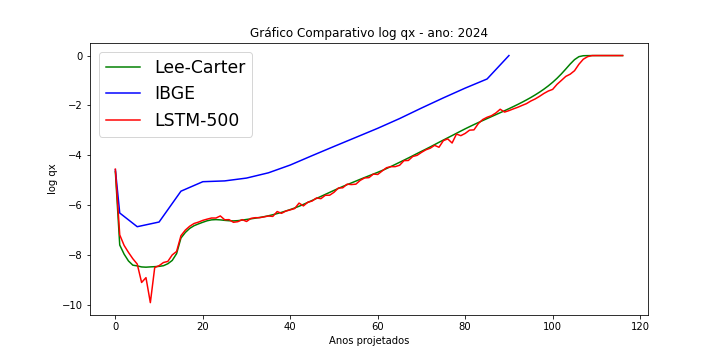 Gráfico Comparativo log qx - ano: 2024
Lee-Carter
IBGE
LSTM-500
log qx
0
−2
−4
−6
−8
−10
0 20 40 60 80 100 120
Anos projetados